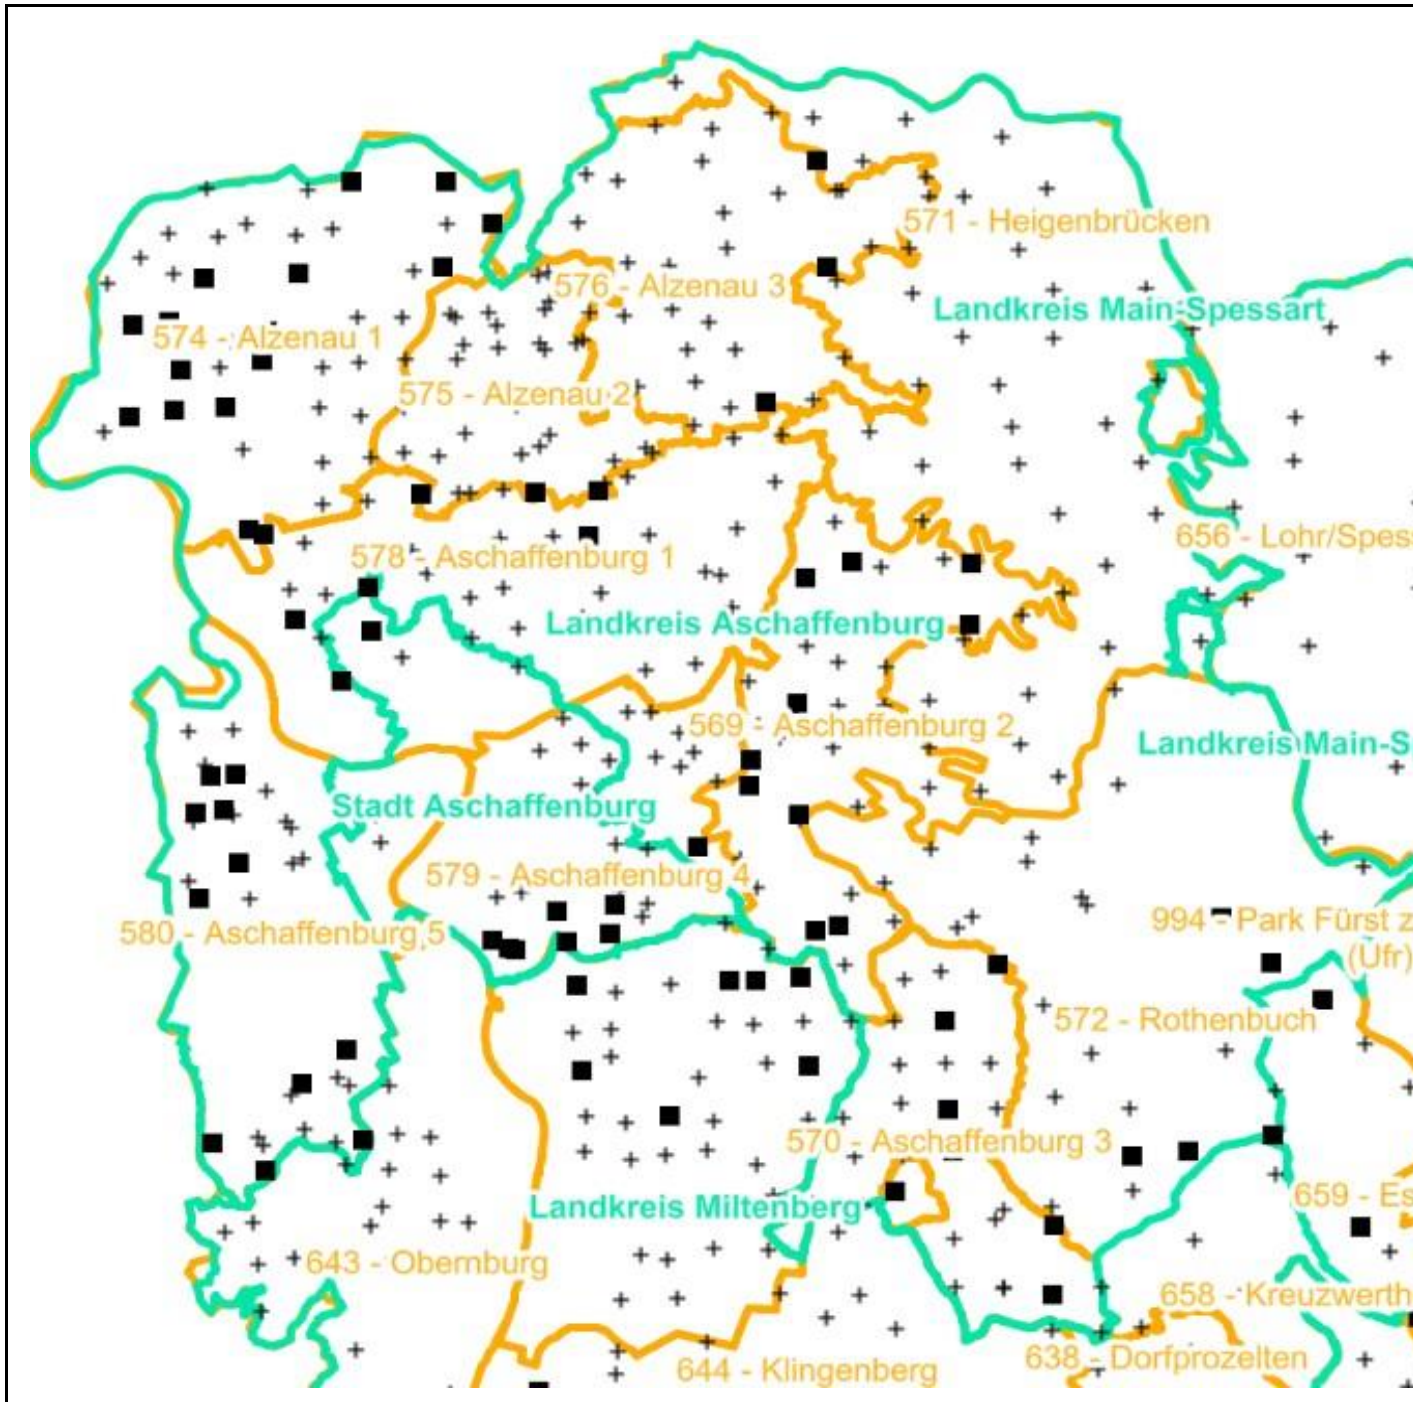 571 - Heigenbrücken
576 - Alzenau 3
Landkreis Main-Spessart
574 - Alzenau 1
575 - Alzenau 2
656 - Lohr/Spess
578 - Aschaffenburg 1
Landkreis Aschaffenburg
569 - Aschaffenburg 2
Landkreis Main-S
Stadt Aschaffenburg
579 - Aschaffenburg 4
994 - Park Fürst z
(Ufr)
580 - Aschaffenburg 5
572 - Rothenbuch
570 - Aschaffenburg 3
659 - Es
Landkreis Miltenberg
643 - Obernburg
658 - Kreuzwerth
638 - Dorfprozelten
644 - Klingenberg